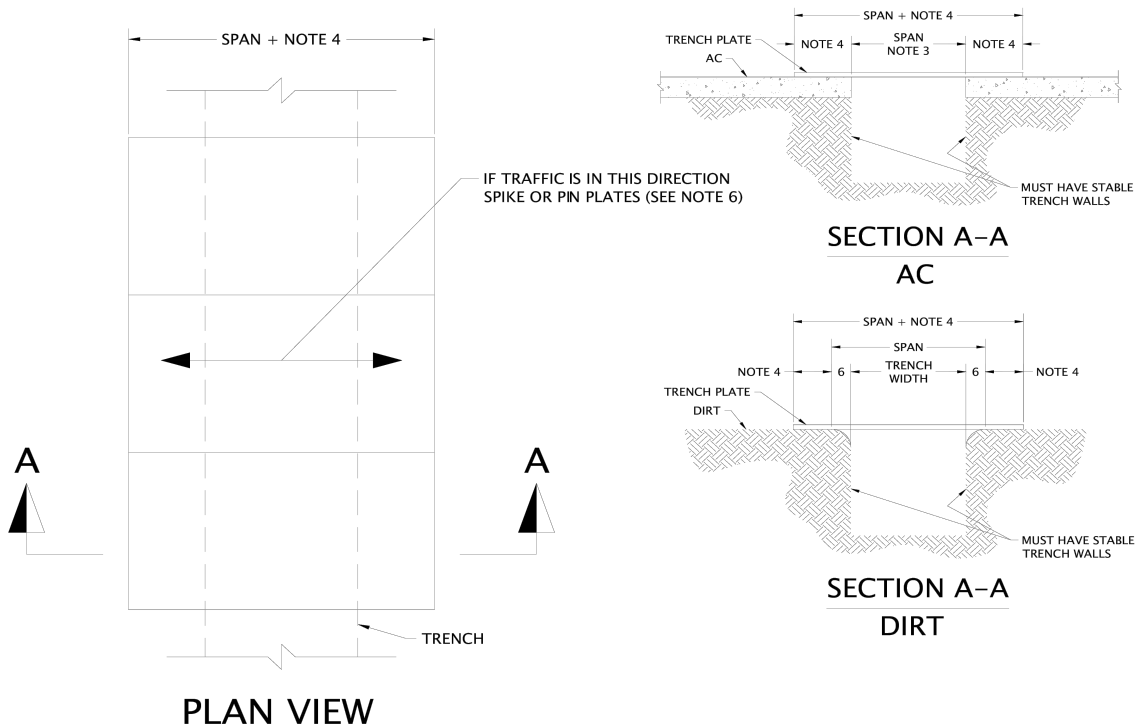 SPAN + NOTE 4
IF TRAFFIC IS IN THIS DIRECTION
SPIKE OR PIN PLATES (SEE NOTE 6)
A
A
TRENCH
PLAN VIEW
SPAN + NOTE 4
TRENCH PLATE
NOTE 4
SPAN
NOTE 3
NOTE 4
AC
MUST HAVE STABLE
TRENCH WALLS
SECTION A-A
AC
SPAN + NOTE 4
SPAN
NOTE 4
6
TRENCH
WIDTH
6
NOTE 4
TRENCH PLATE
DIRT
MUST HAVE STABLE
TRENCH WALLS
SECTION A-A
DIRT